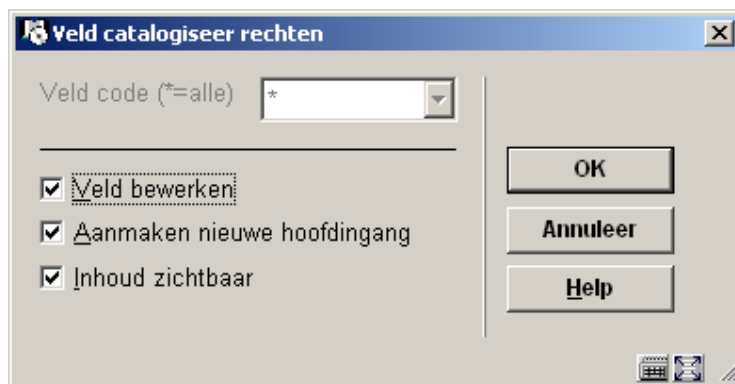 Veld catalogiseer rechten
Veld code (*=alle) *
Veld bewerken
Aanmaken nieuwe hoofdingang
Inhoud zichtbaar
OK
Annuleer
Help